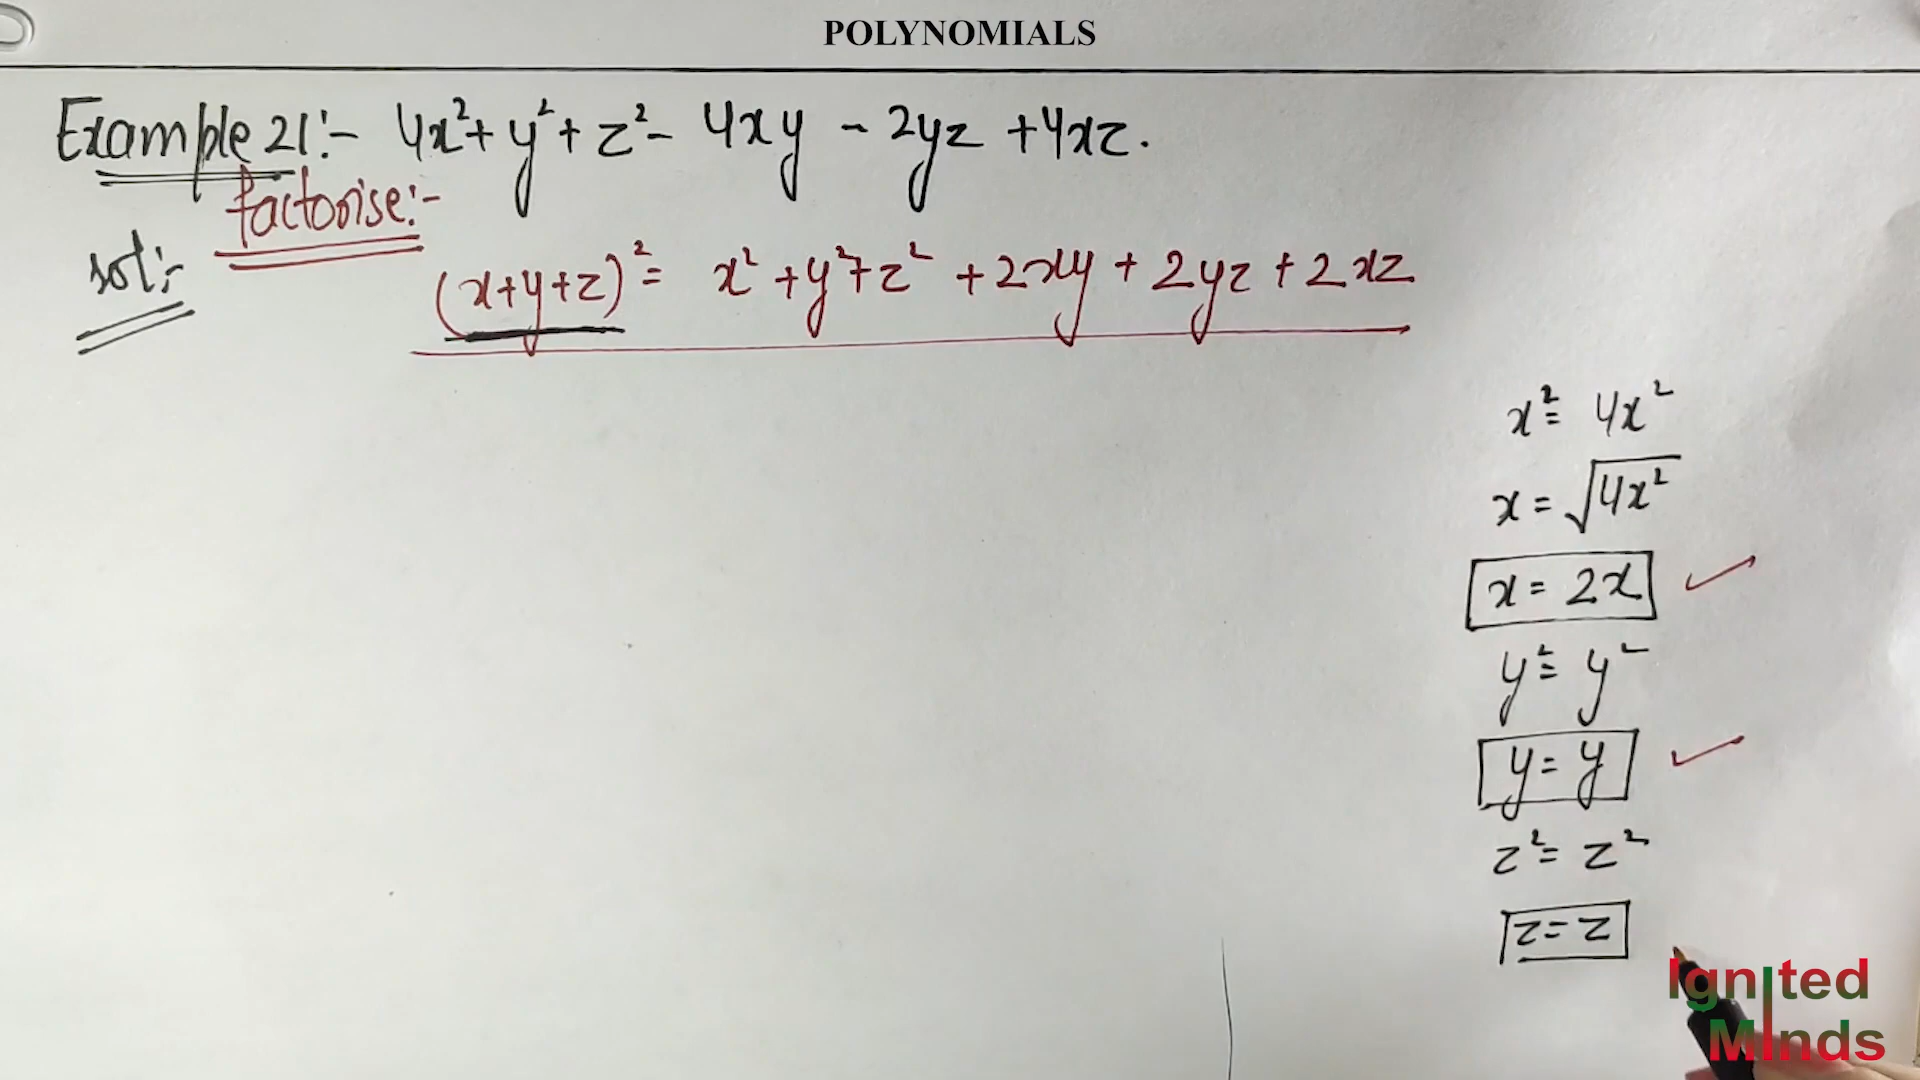 POLYNOMIALS
Example 21:- 4x²+y²+z²- 4xy - 2yz +4xz.
factorise:-
sol:-
(x+y+z)²= x²+y²+z²+2xy+2yz+2xz
x²= 4x²
x= √4x²
x= 2x
y²= y²
y= y
z²= z²
z=z
Ignited
Minds